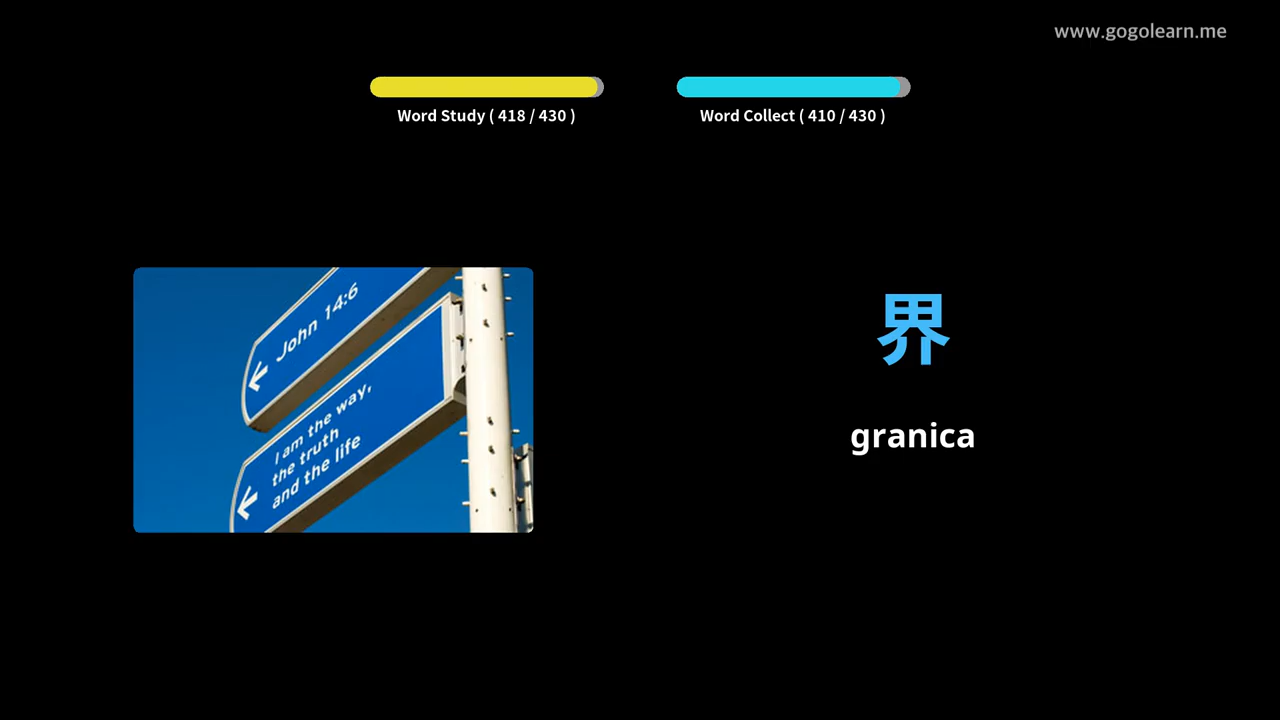 www.gogolearn.me
Word Study ( 418 / 430 )
Word Collect ( 410 / 430 )
John 14:6
I am the way,
the truth
and the life
界
granica